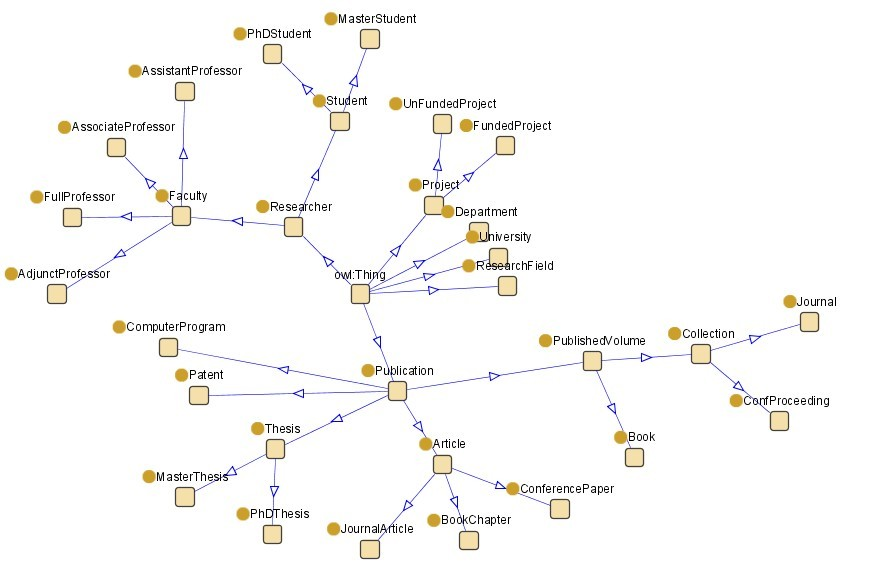 MasterStudent
PhDStudent
AssistantProfessor
Student
UnFundedProject
AssociateProfessor
FundedProject
Project
FullProfessor
Faculty
Researcher
Department
University
ResearchField
AdjunctProfessor
owl:Thing
Journal
ComputerProgram
PublishedVolume
Collection
Patent
Publication
ConfProceeding
Thesis
Article
Book
MasterThesis
ConferencePaper
PhDThesis
JournalArticle
BookChapter